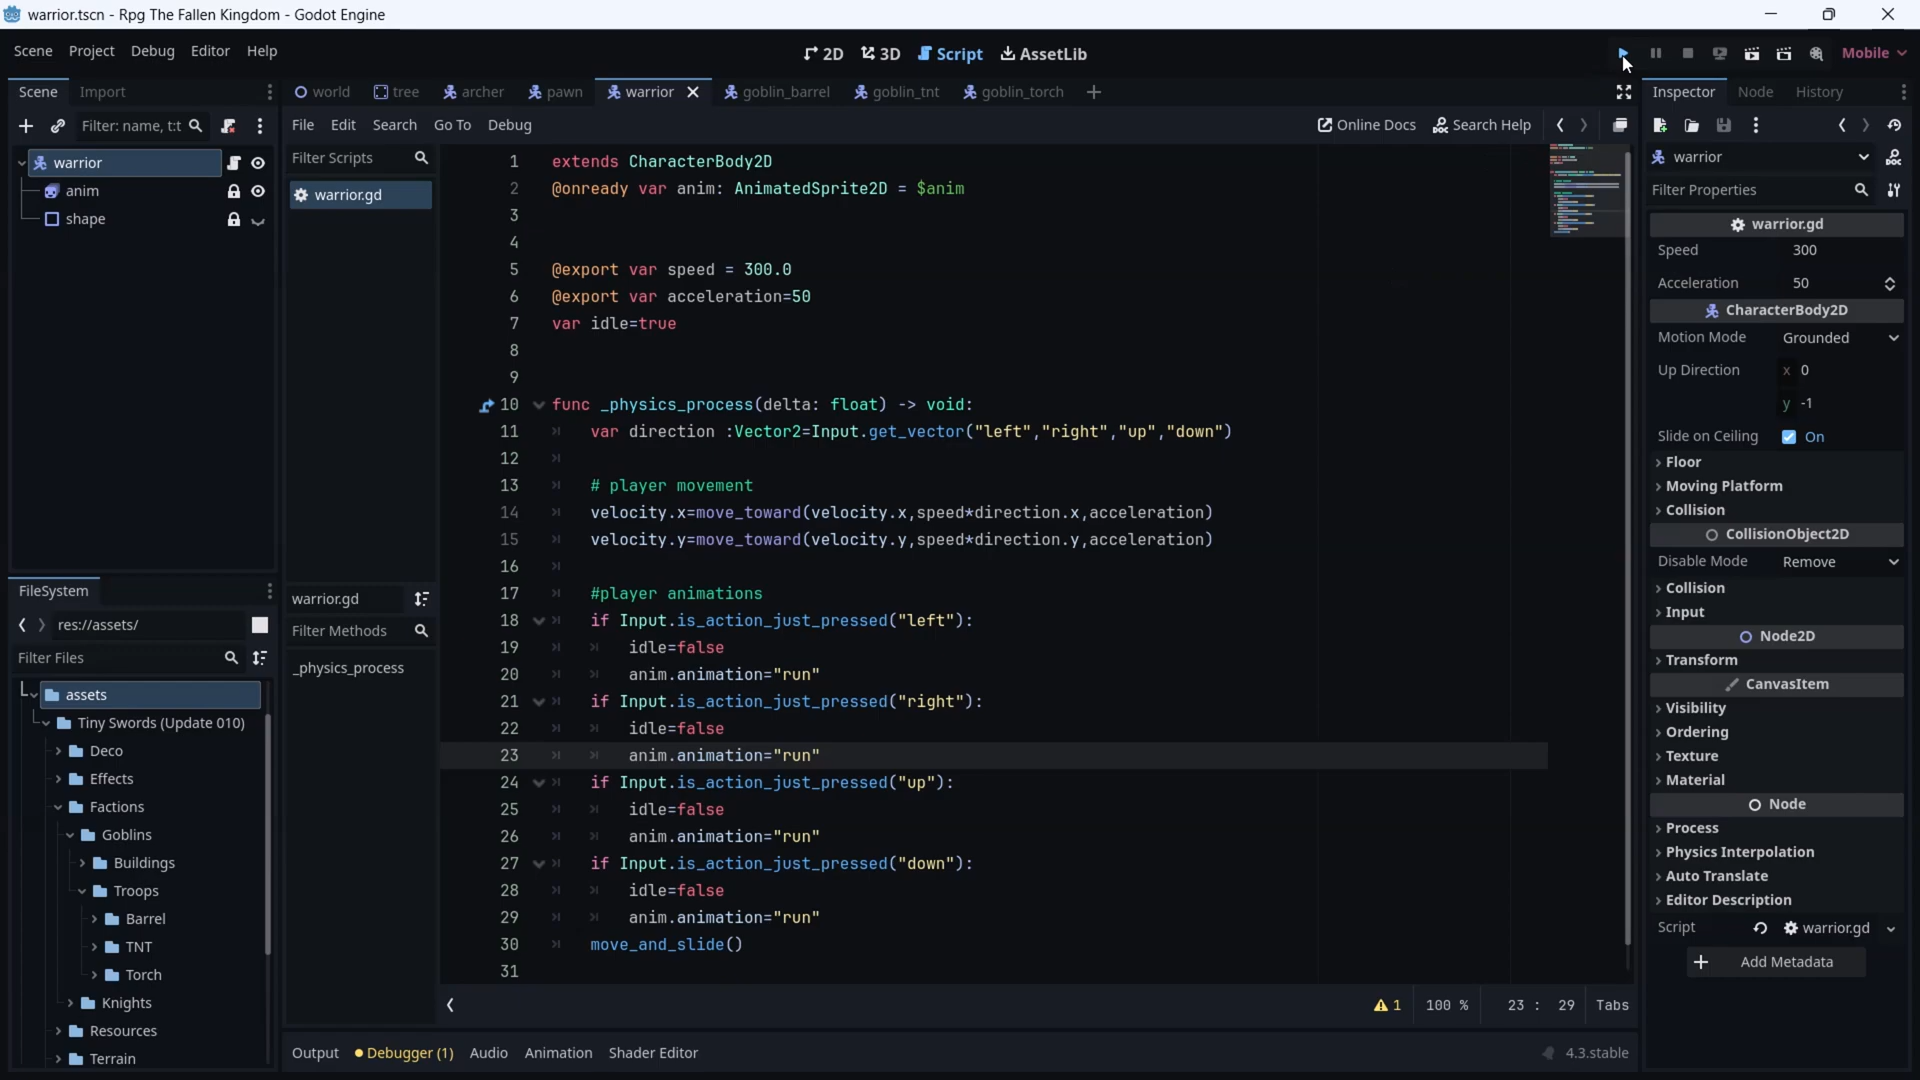 warrior.tscn - Rpg The Fallen Kingdom - Godot Engine
Scene Project Debug Editor Help
2D 3D Script AssetLib
Mobile
Scene Import
world tree archer pawn warrior goblin_barrel goblin_tnt goblin_torch
Inspector Node History
Filter: name, t:t
File Edit Search Go To Debug
Online Docs Search Help
warrior
anim
shape
Filter Scripts
warrior.gd
1 extends CharacterBody2D
2 @onready var anim: AnimatedSprite2D = $anim
3
4
5 @export var speed = 300.0
6 @export var acceleration=50
7 var idle=true
8
9
10 func _physics_process(delta: float) -> void:
11 var direction :Vector2=Input.get_vector("left","right","up","down")
12
13 # player movement
14 velocity.x=move_toward(velocity.x,speed*direction.x,acceleration)
15 velocity.y=move_toward(velocity.y,speed*direction.y,acceleration)
16
17 #player animations
18 if Input.is_action_just_pressed("left"):
19 idle=false
20 anim.animation="run"
21 if Input.is_action_just_pressed("right"):
22 idle=false
23 anim.animation="run"
24 if Input.is_action_just_pressed("up"):
25 idle=false
26 anim.animation="run"
27 if Input.is_action_just_pressed("down"):
28 idle=false
29 anim.animation="run"
30 move_and_slide()
31
warrior.gd
Filter Methods
_physics_process
1 100 % 23 : 29 Tabs
FileSystem
res://assets/
Filter Files
assets
Tiny Swords (Update 010)
Deco
Effects
Factions
Goblins
Buildings
Troops
Barrel
TNT
Torch
Knights
Resources
Terrain
Output Debugger (1) Audio Animation Shader Editor
4.3.stable
warrior
Filter Properties
warrior.gd
Speed 300
Acceleration 50
CharacterBody2D
Motion Mode Grounded
Up Direction x 0
y -1
Slide on Ceiling On
Floor
Moving Platform
Collision
CollisionObject2D
Disable Mode Remove
Collision
Input
Node2D
Transform
CanvasItem
Visibility
Ordering
Texture
Material
Node
Process
Physics Interpolation
Auto Translate
Editor Description
Script warrior.gd
Add Metadata